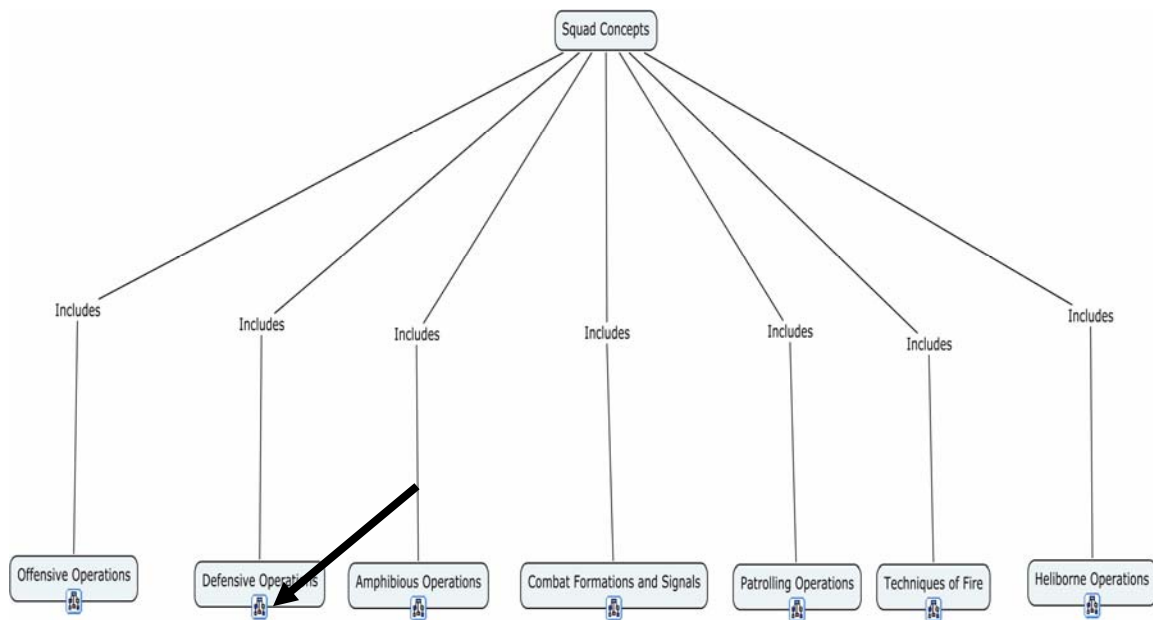 Squad Concepts
Includes
Includes
Includes
Includes
Includes
Includes
Includes
Offensive Operations
Defensive Operations
Amphibious Operations
Combat Formations and Signals
Patrolling Operations
Techniques of Fire
Heliborne Operations